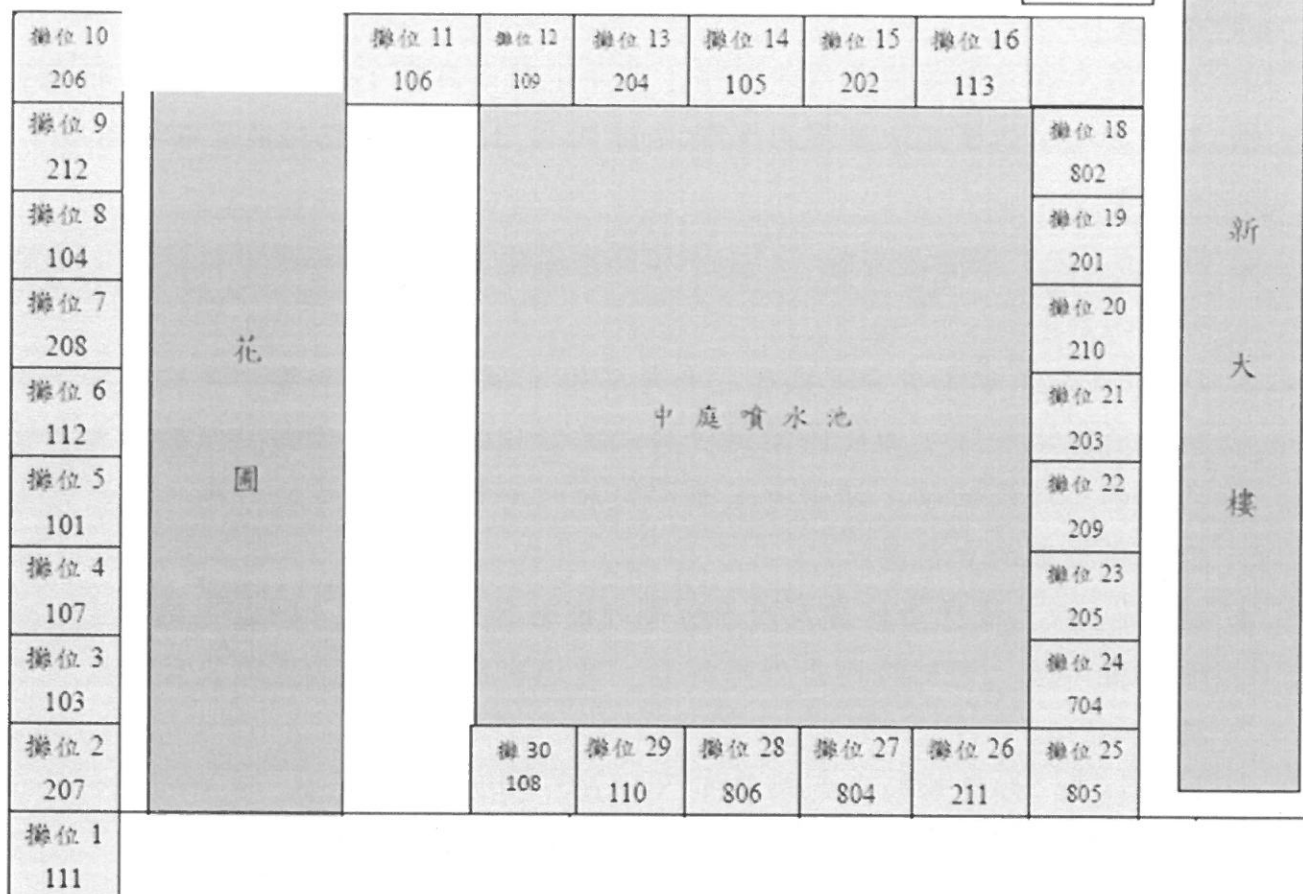 攤位 10
206
攤位 9
212
攤位 8
104
攤位 7
208
攤位 6
112
攤位 5
101
攤位 4
107
攤位 3
103
攤位 2
207
攤位 1
111
花
圃
攤位 11
106
攤位 12
109
攤位 13
204
攤位 14
105
攤位 15
202
攤位 16
113
中庭噴水池
攤位 18
802
攤位 19
201
攤位 20
210
攤位 21
203
攤位 22
209
攤位 23
205
攤位 24
704
攤 30
108
攤位 29
110
攤位 28
806
攤位 27
804
攤位 26
211
攤位 25
805
新
大
樓